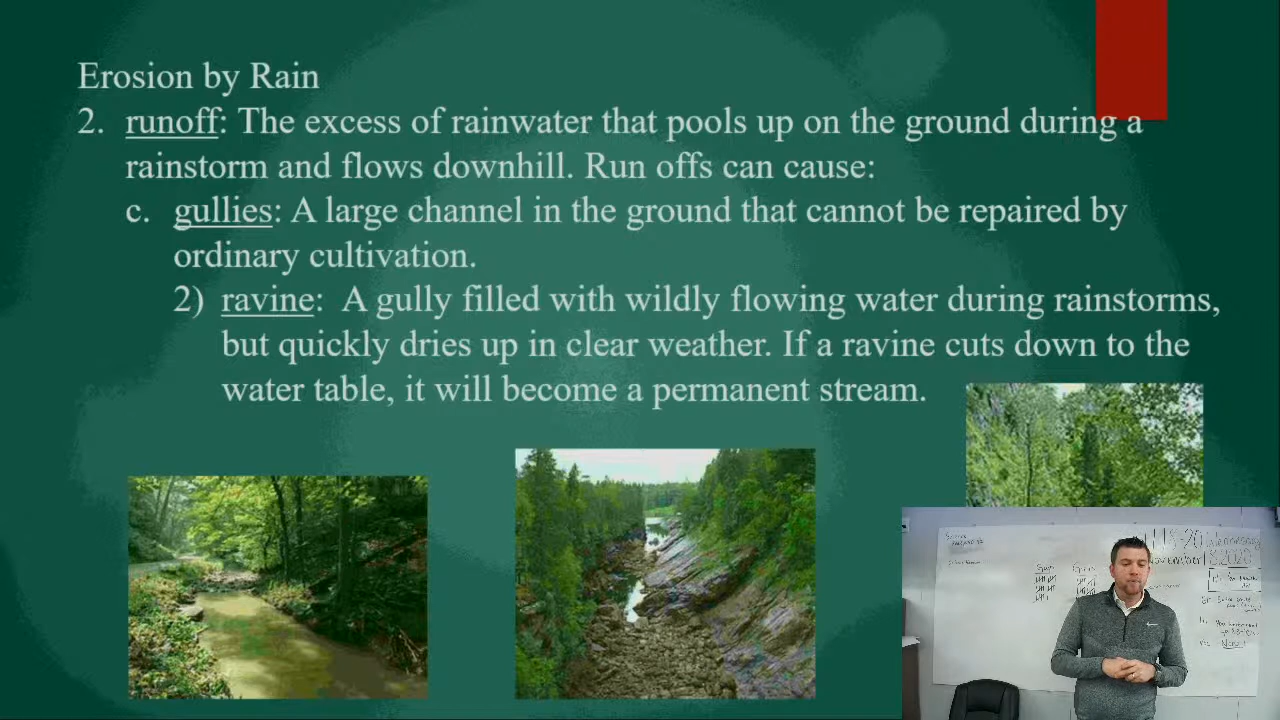 Erosion by Rain
2. runoff: The excess of rainwater that pools up on the ground during a
rainstorm and flows downhill. Run offs can cause:
c. gullies: A large channel in the ground that cannot be repaired by
ordinary cultivation.
2) ravine: A gully filled with wildly flowing water during rainstorms,
but quickly dries up in clear weather. If a ravine cuts down to the
water table, it will become a permanent stream.